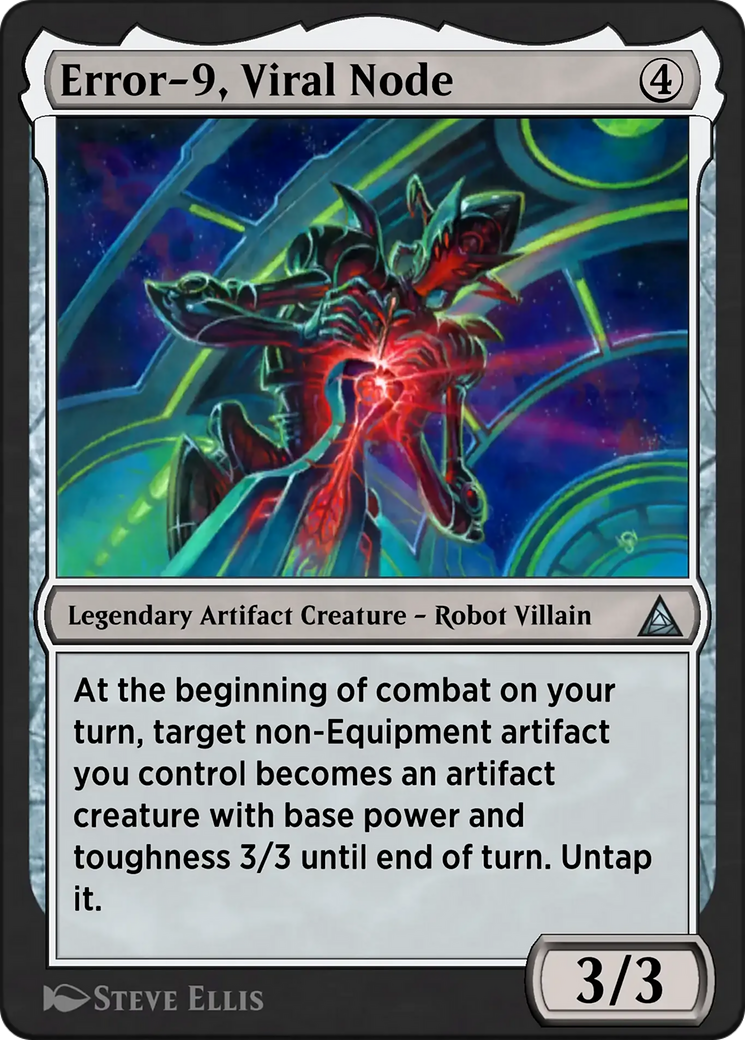 Error-9, Viral Node
4
Legendary Artifact Creature – Robot Villain
At the beginning of combat on your
turn, target non-Equipment artifact
you control becomes an artifact
creature with base power and
toughness 3/3 until end of turn. Untap
it.
3/3
Steve Ellis